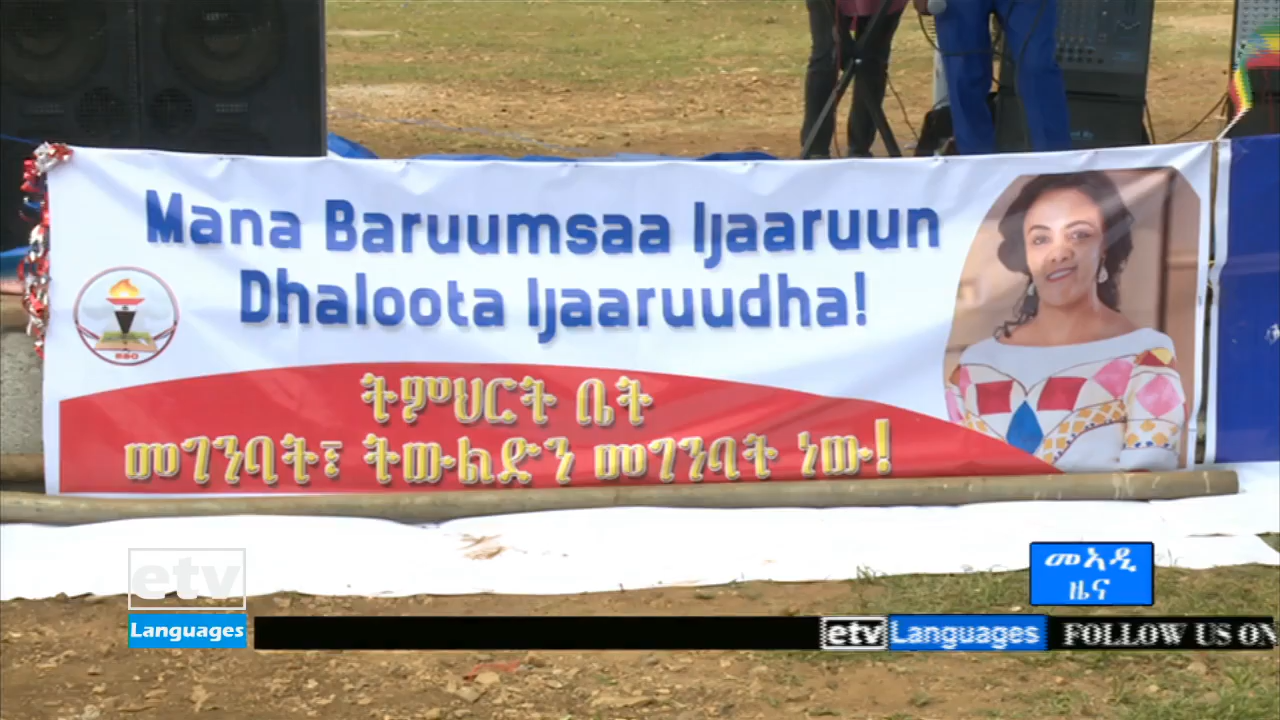 Mana Baruumsaa Ijaaruun
Dhaloota Ijaaruudha!
BBO
ትምህርት ቤት
መገንባት፣ ትውልድን መገንባት ነው!
etv
Languages
መአዲ
ዜና
etv Languages FOLLOW US ON